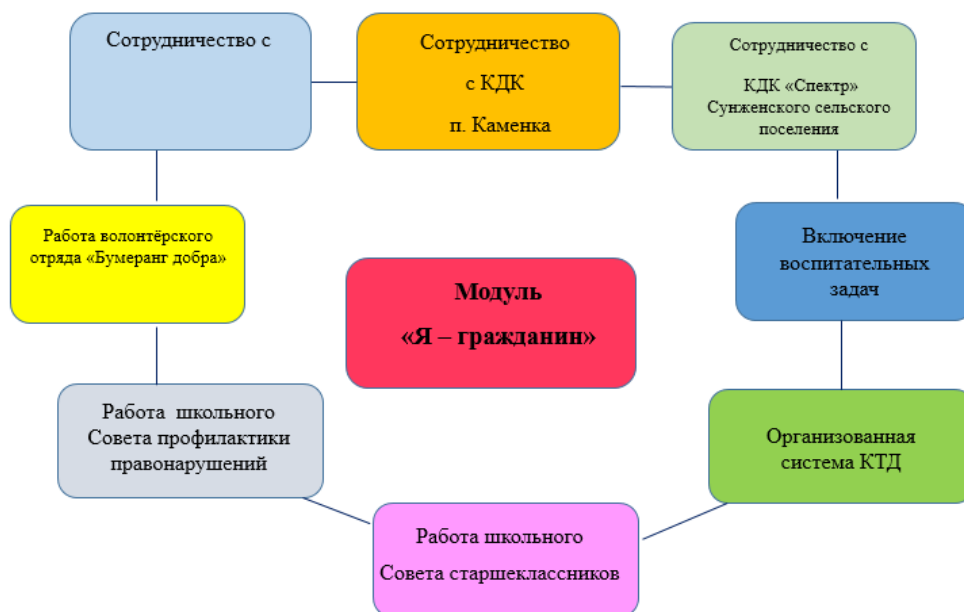 Сотрудничество с
Сотрудничество
с КДК
п. Каменка
Сотрудничество с
КДК «Спектр»
Сунженского сельского
поселения
Работа волонтёрского
отряда «Бумеранг добра»
Модуль
«Я – гражданин»
Включение
воспитательных
задач
Работа школьного
Совета профилактики
правонарушений
Организованная
система КТД
Работа школьного
Совета старшеклассников